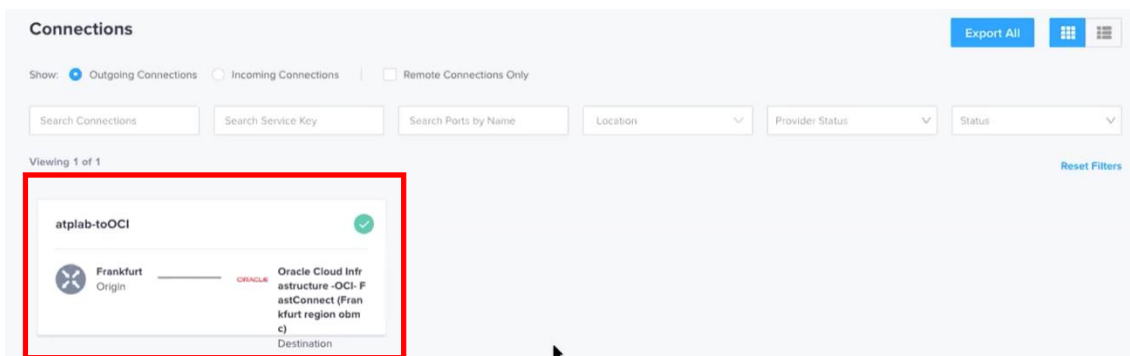 Connections
Export All
Show: Outgoing Connections Incoming Connections Remote Connections Only
Search Connections Search Service Key Search Ports by Name Location Provider Status Status
Viewing 1 of 1
Reset Filters
atplab-toOCI
Frankfurt
Origin
ORACLE
Oracle Cloud Infr
astructure -OCI- F
astConnect (Fran
kfurt region obm
c)
Destination